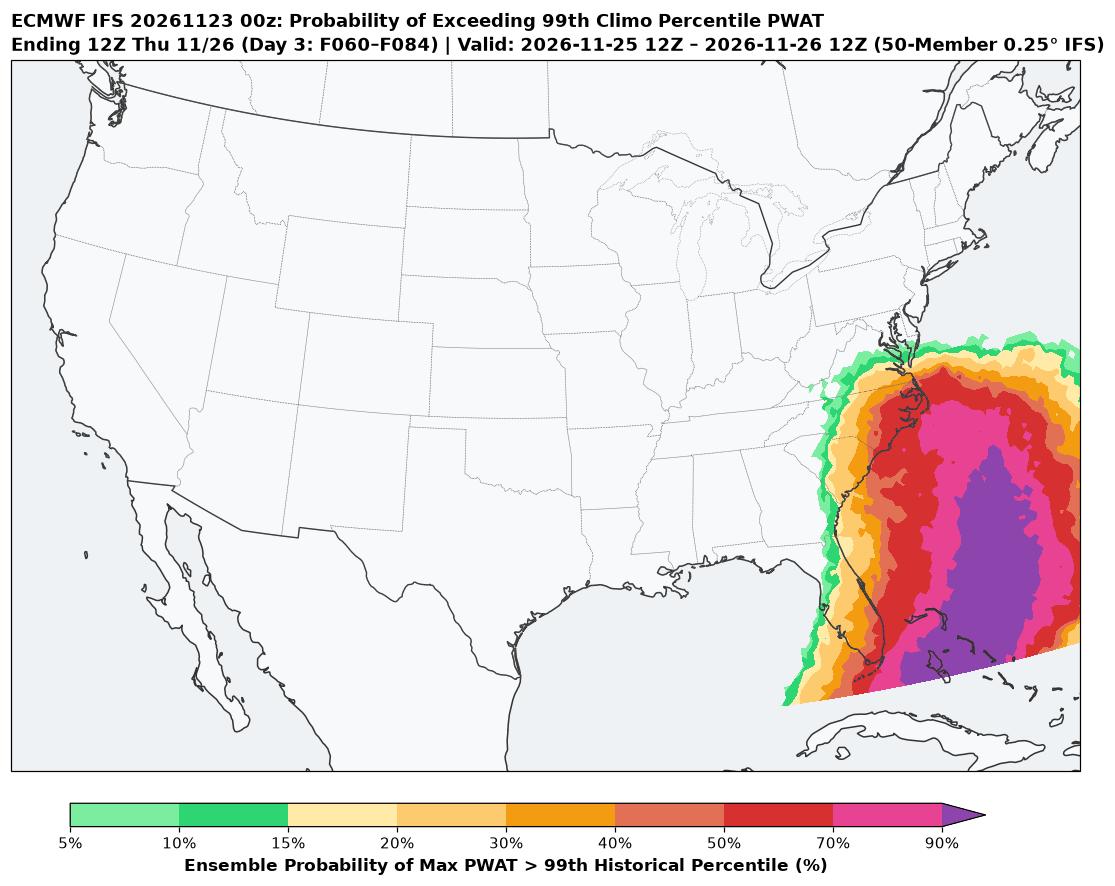 ECMWF IFS 20261123 00z: Probability of Exceeding 99th Climo Percentile PWAT
Ending 12Z Thu 11/26 (Day 3: F060–F084) | Valid: 2026-11-25 12Z – 2026-11-26 12Z (50-Member 0.25° IFS)
5% 10% 15% 20% 30% 40% 50% 70% 90%
Ensemble Probability of Max PWAT > 99th Historical Percentile (%)